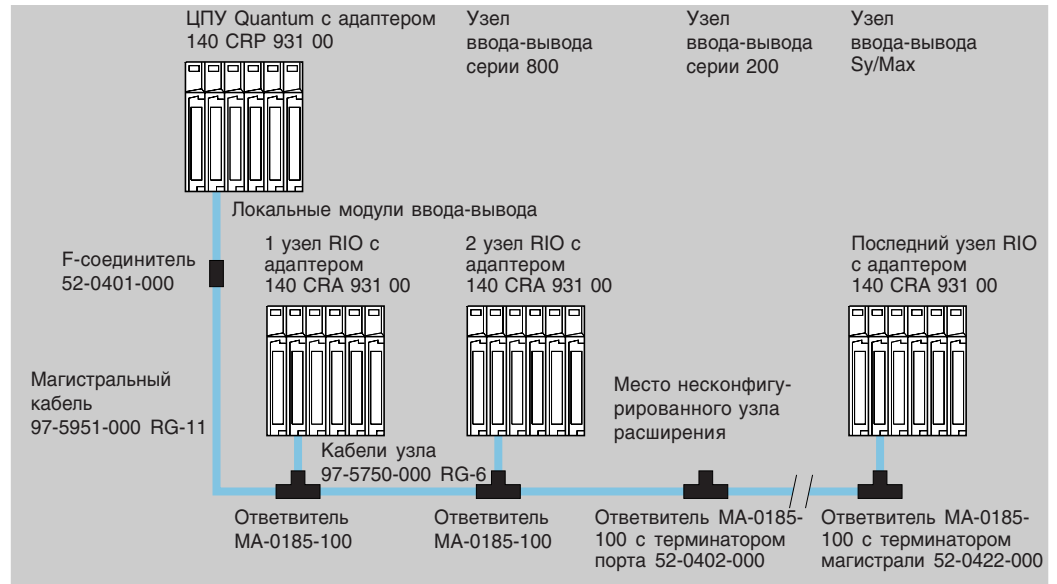 ЦПУ Quantum с адаптером
140 CRP 931 00
Узел
ввода-вывода
серии 800
Узел
ввода-вывода
серии 200
Узел
ввода-вывода
Sy/Max
Локальные модули ввода-вывода
F-соединитель
52-0401-000
1 узел RIO с
адаптером
140 CRA 931 00
2 узел RIO с
адаптером
140 CRA 931 00
Последний узел RIO
с адаптером
140 CRA 931 00
Магистральный
кабель
97-5951-000 RG-11
Место несконфигу-
рированного узла
расширения
Кабели узла
97-5750-000 RG-6
Ответвитель
MA-0185-100
Ответвитель
MA-0185-100
Ответвитель MA-0185-
100 с терминатором
порта 52-0402-000
Ответвитель MA-0185-
100 с терминатором
магистрали 52-0422-000